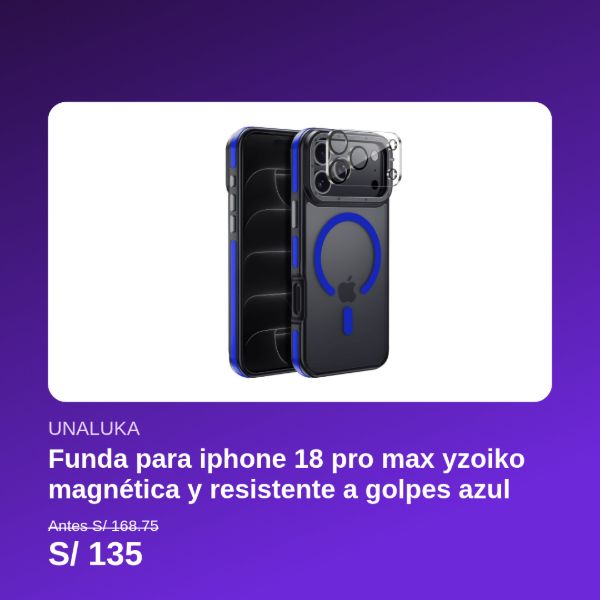 UNALUKA
Funda para iphone 18 pro max yzoiko
magnética y resistente a golpes azul
Antes S/ 168.75
S/ 135